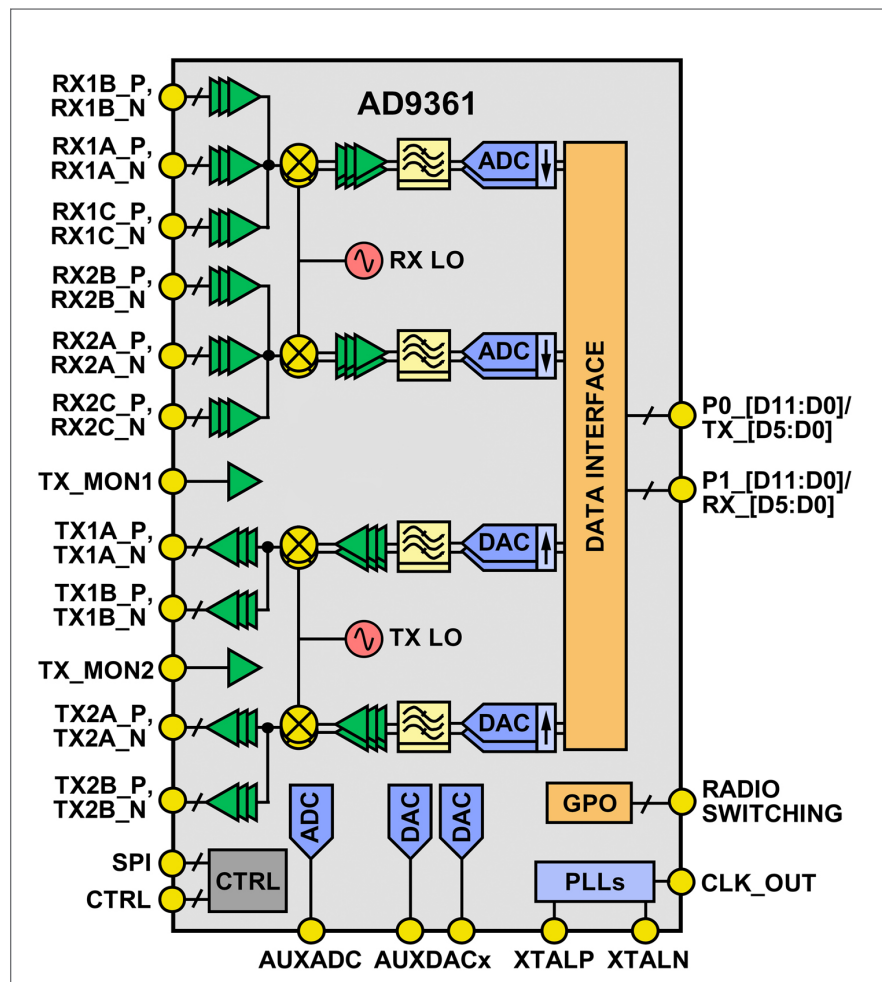 AD9361
RX1B_P,
RX1B_N
RX1A_P,
RX1A_N
ADC
RX1C_P,
RX1C_N
RX LO
RX2B_P,
RX2B_N
RX2A_P,
RX2A_N
ADC
RX2C_P,
RX2C_N
DATA INTERFACE
P0_[D11:D0]/
TX_[D5:D0]
P1_[D11:D0]/
RX_[D5:D0]
TX_MON1
TX1A_P,
TX1A_N
DAC
TX1B_P,
TX1B_N
TX LO
TX_MON2
TX2A_P,
TX2A_N
DAC
TX2B_P,
TX2B_N
ADC
DAC
DAC
GPO
RADIO
SWITCHING
SPI
CTRL
CTRL
PLLs
CLK_OUT
AUXADC
AUXDACx
XTALP
XTALN